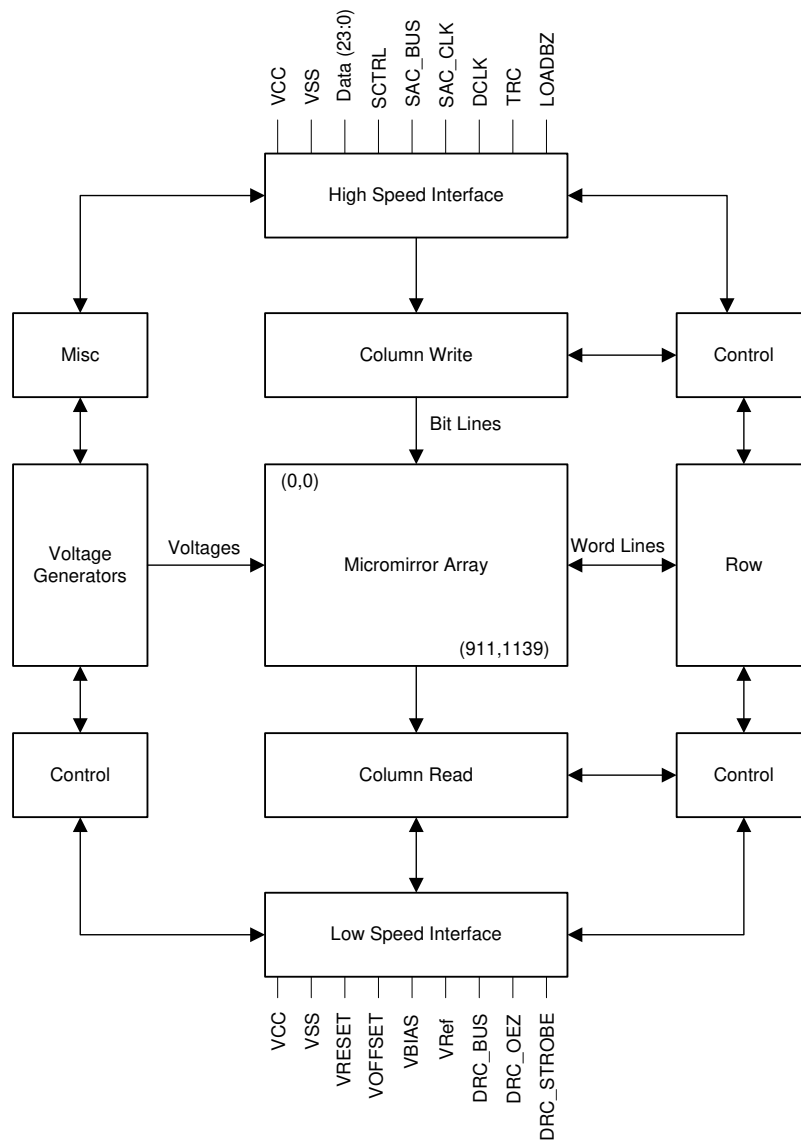 VCC
VSS
Data (23:0)
SCTRL
SAC_BUS
SAC_CLK
DCLK
TRC
LOADBZ
High Speed Interface
Misc
Column Write
Control
Bit Lines
(0,0)
Voltage
Generators
Voltages
Micromirror Array
Word Lines
Row
(911,1139)
Control
Column Read
Control
Low Speed Interface
VCC
VSS
VRESET
VOFFSET
VBIAS
VRef
DRC_BUS
DRC_OEZ
DRC_STROBE